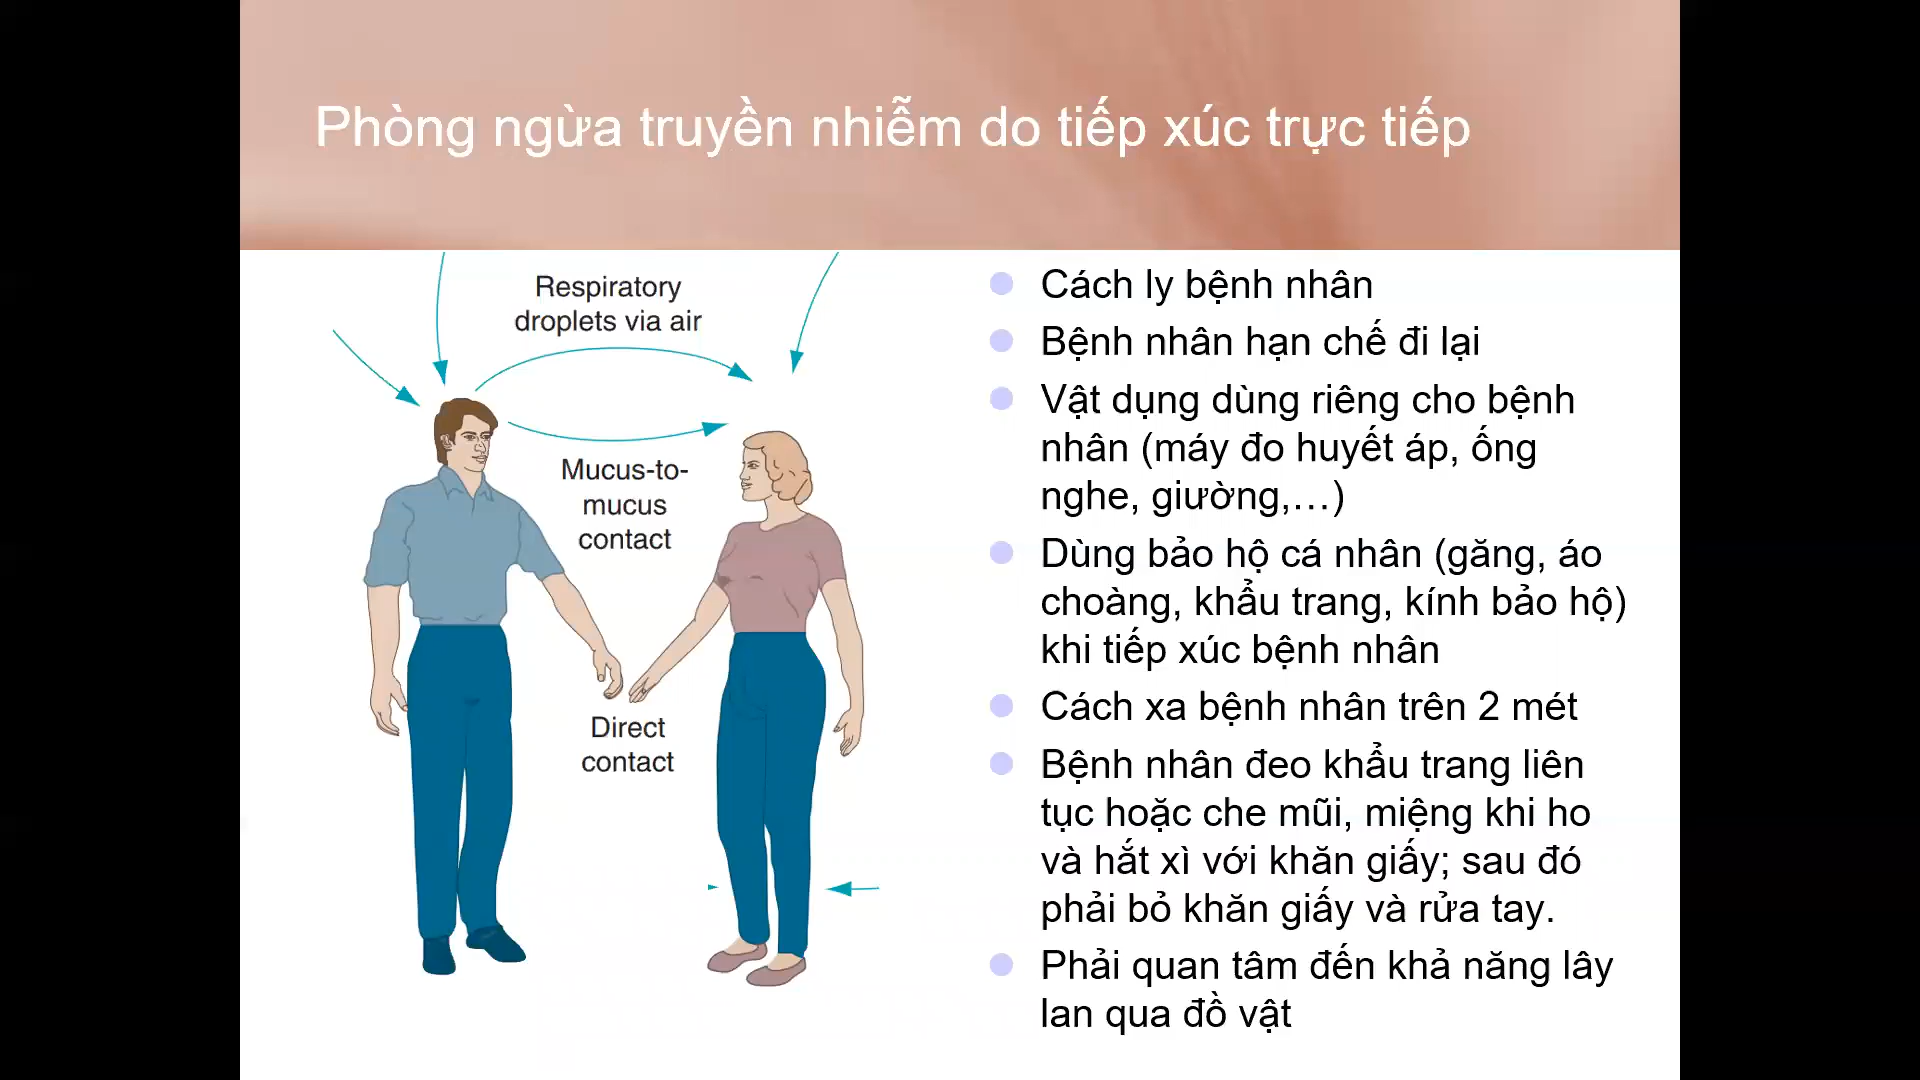 Phòng ngừa truyền nhiễm do tiếp xúc trực tiếp
Respiratory
droplets via air
Mucus-to-
mucus
contact
Direct
contact
Cách ly bệnh nhân
Bệnh nhân hạn chế đi lại
Vật dụng dùng riêng cho bệnh
nhân (máy đo huyết áp, ống
nghe, giường,…)
Dùng bảo hộ cá nhân (găng, áo
choàng, khẩu trang, kính bảo hộ)
khi tiếp xúc bệnh nhân
Cách xa bệnh nhân trên 2 mét
Bệnh nhân đeo khẩu trang liên
tục hoặc che mũi, miệng khi ho
và hắt xì với khăn giấy; sau đó
phải bỏ khăn giấy và rửa tay.
Phải quan tâm đến khả năng lây
lan qua đồ vật